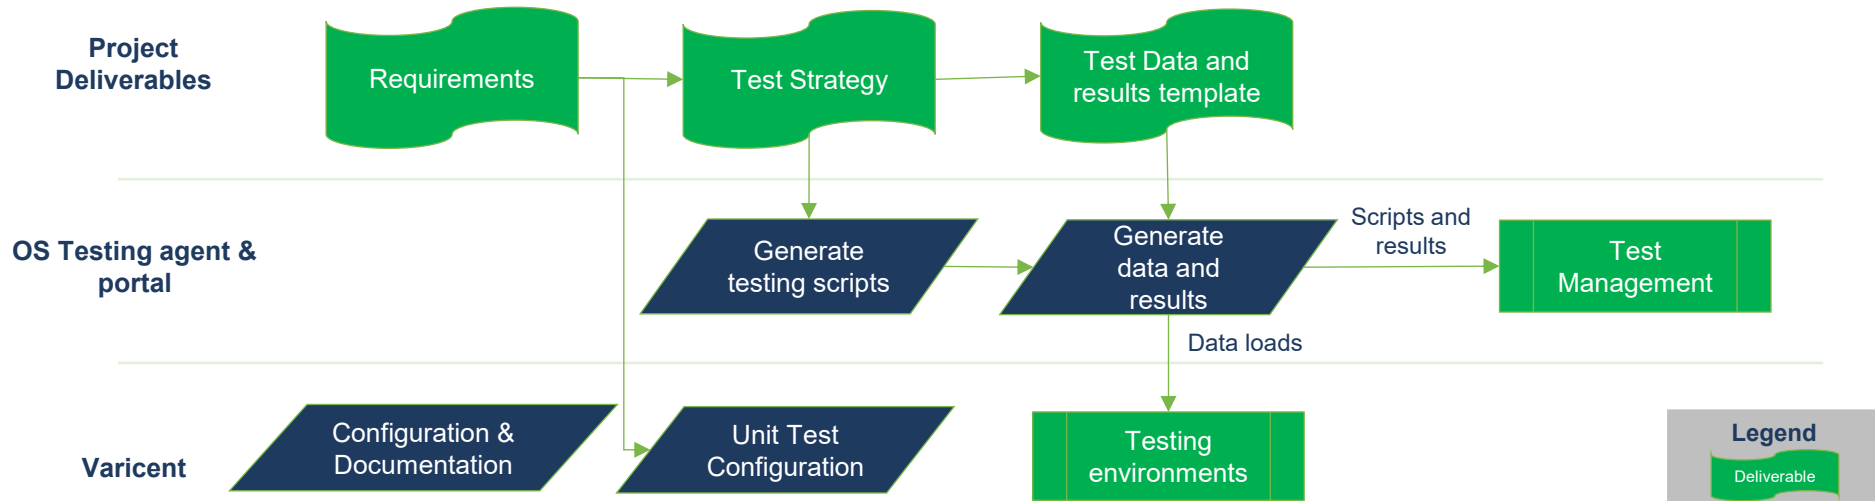 Project
Deliverables
Requirements
Test Strategy
Test Data and
results template
OS Testing agent &
portal
Generate
testing scripts
Generate
data and
results
Scripts and
results
Test
Management
Data loads
Varicent
Configuration &
Documentation
Unit Test
Configuration
Testing
environments
Legend
Deliverable